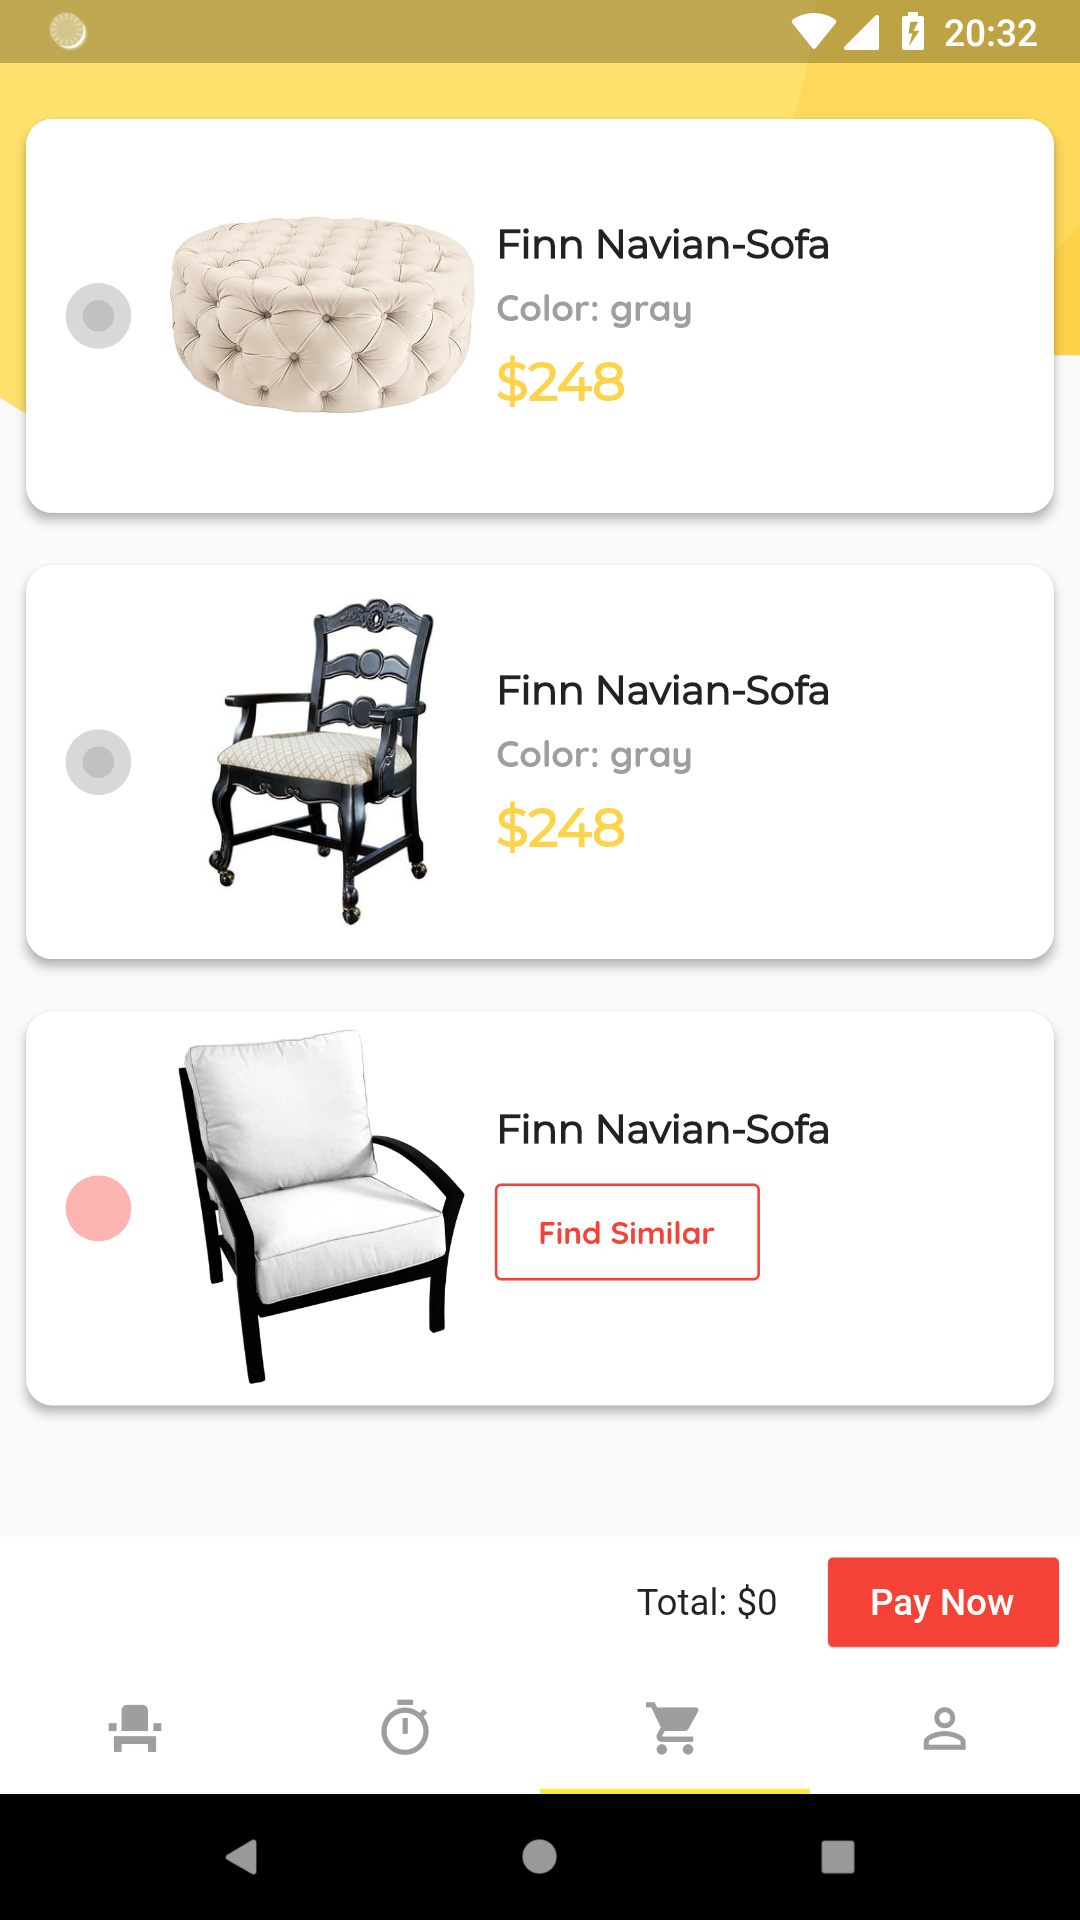 20:32
Finn Navian-Sofa
Color: gray
$248
Finn Navian-Sofa
Color: gray
$248
Finn Navian-Sofa
Find Similar
Total: $0
Pay Now